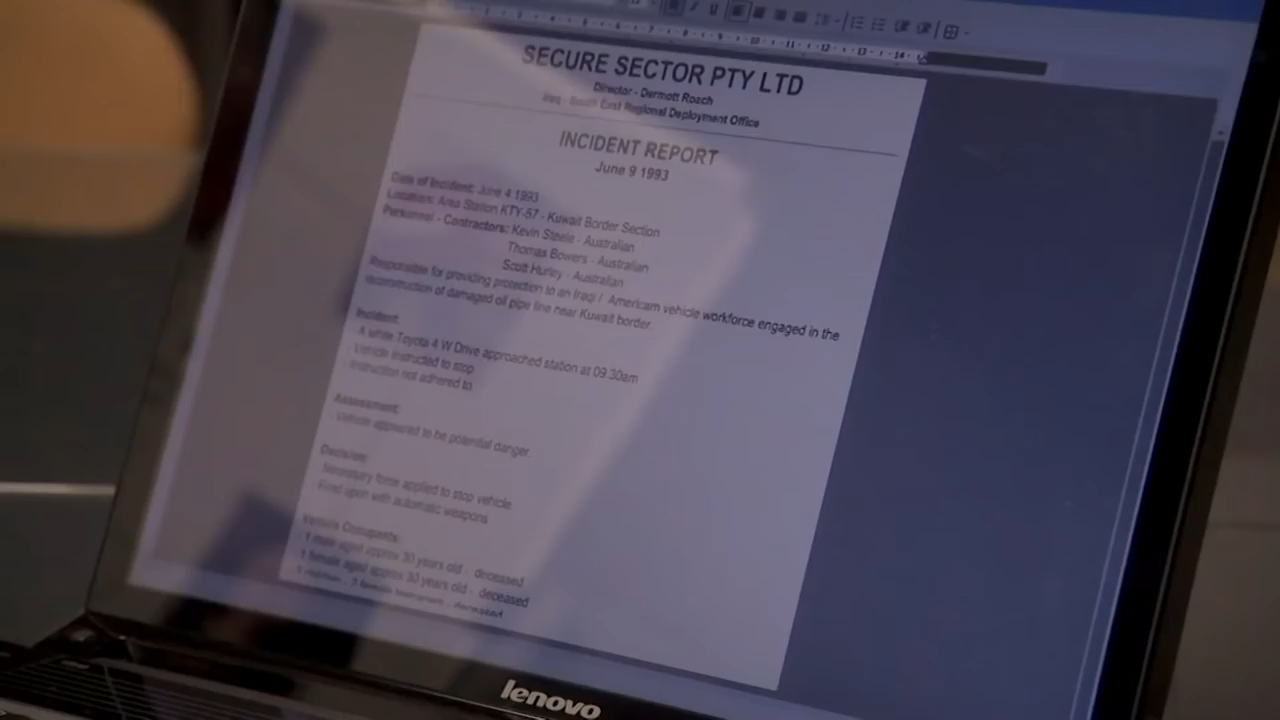 SECURE SECTOR PTY LTD
Director - Dermott Roach
Iraq - South East Regional Deployment Office
INCIDENT REPORT
June 9 1993
Date of Incident: June 4 1993
Location: Area Station KTY-57 - Kuwait Border Section
Personnel - Contractors: Kevin Steele - Australian
Thomas Bowers - Australian
Scott Hurley - Australian
Responsible for providing protection to an Iraqi / Americam vehicle workforce engaged in the
reconstruction of damaged oil pipe line near Kuwait border.
Incident:
A white Toyota 4 W Drive approached station at 09.30am
Vehicle instructed to stop
Instruction not adhered to
Assessment:
Vehicle appeared to be potential danger.
Decision:
Necessary force applied to stop vehicle
Fired upon with automatic weapons
Vehicle Occupants:
1 male aged approx 30 years old - deceased
1 female aged approx 30 years old - deceased
deceased
lenovo